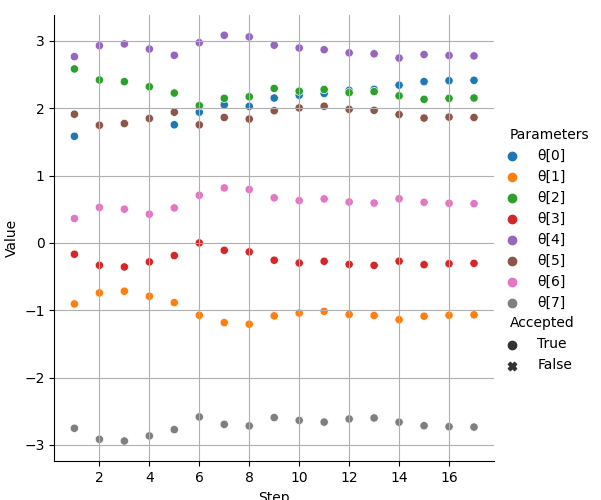 3
2
1
0
−1
−2
−3
Value
2
4
6
8
10
12
14
16
Step
Parameters
θ[0]
θ[1]
θ[2]
θ[3]
θ[4]
θ[5]
θ[6]
θ[7]
Accepted
True
False